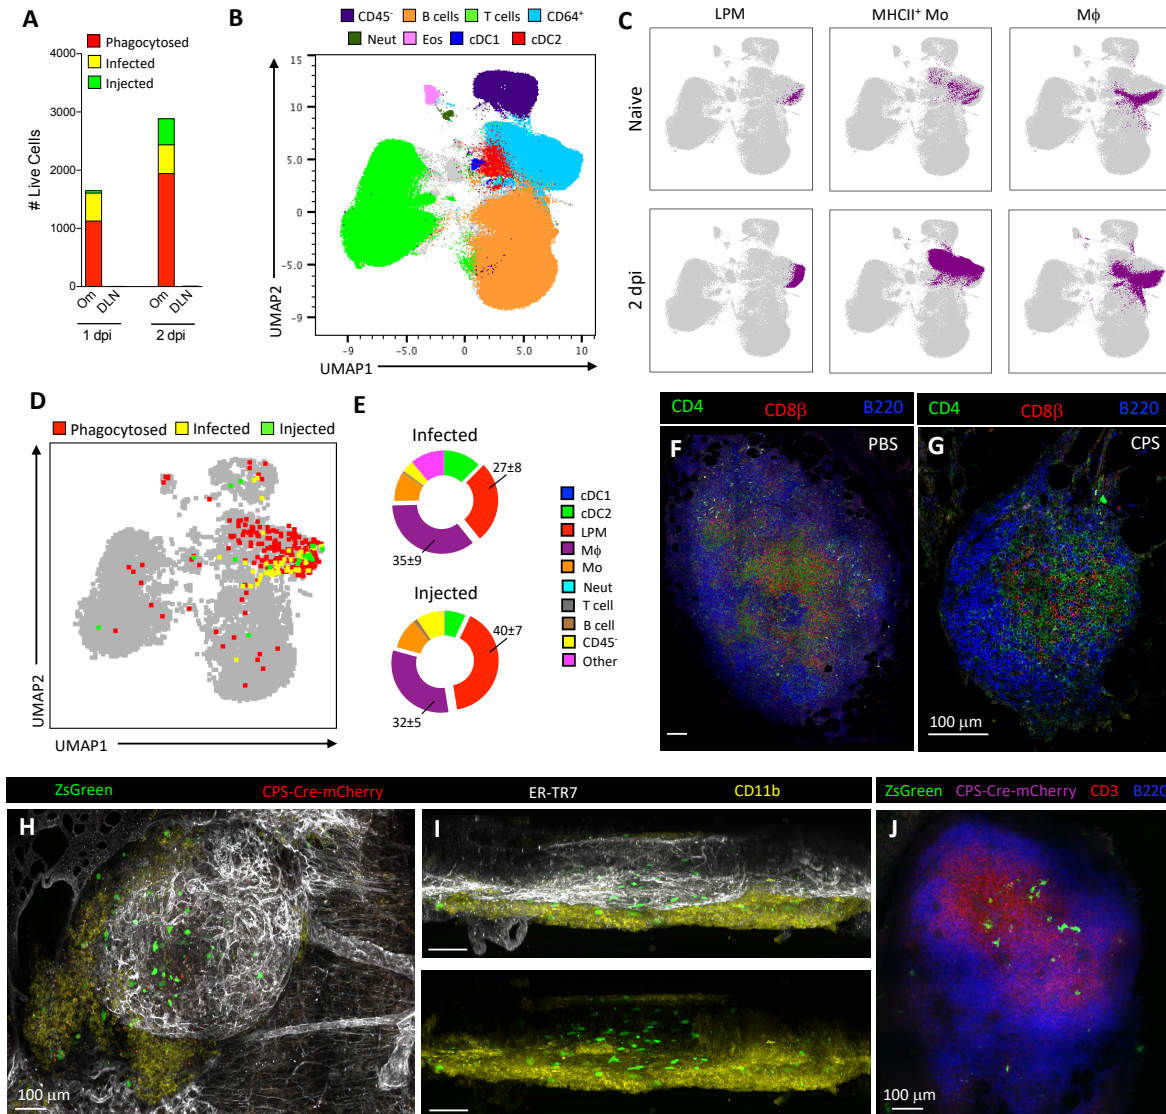 A
Phagocytosed
Infected
Injected
4000
3000
2000
1000
0
# Live Cells
Om
DLN
Om
DLN
1 dpi
2 dpi
B
CD45⁻
B cells
T cells
CD64⁺
Neut
Eos
cDC1
cDC2
15
10
5.0
0
−5.0
−9
−9
−5.0
0
5.0
10
UMAP2
UMAP1
C
LPM
MHCII⁺ Mo
Mϕ
Naive
2 dpi
D
Phagocytosed
Infected
Injected
UMAP2
UMAP1
E
Infected
27±8
35±9
Injected
40±7
32±5
cDC1
cDC2
LPM
Mϕ
Mo
Neut
T cell
B cell
CD45⁻
Other
CD4
CD8β
B220
F
PBS
CD4
CD8β
B220
G
CPS
100 μm
ZsGreen
CPS-Cre-mCherry
ER-TR7
CD11b
H
100 μm
I
ZsGreen
CPS-Cre-mCherry
CD3
B220
J
100 μm